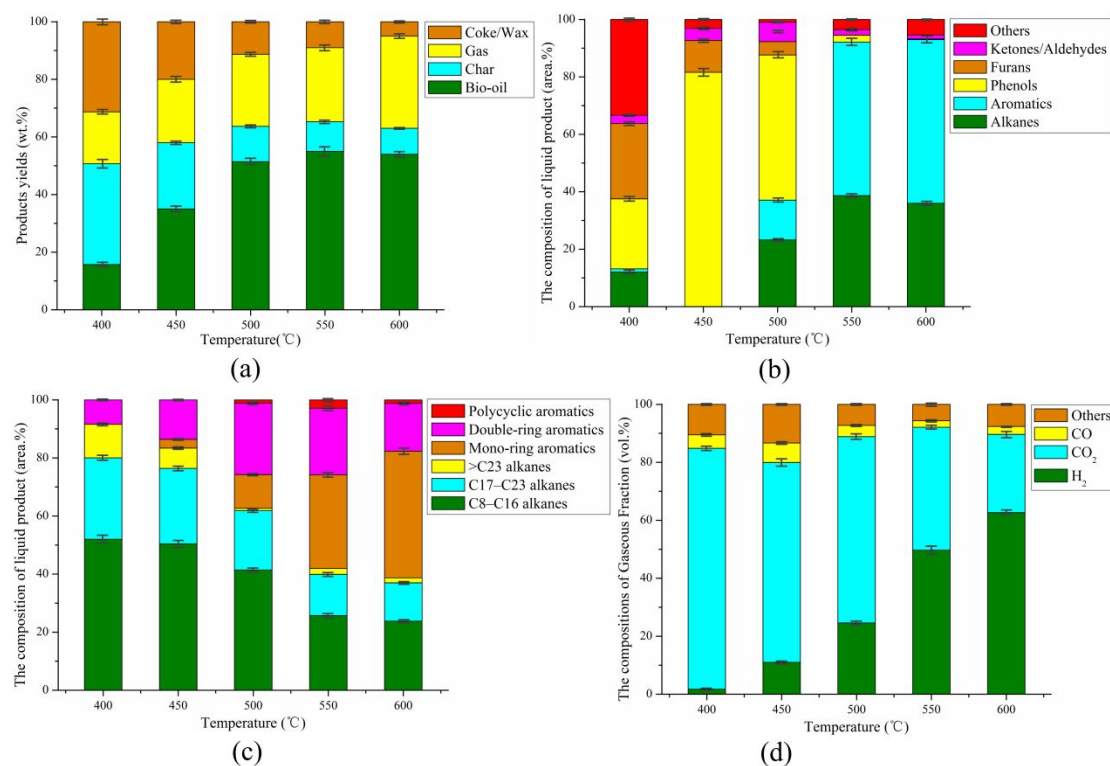 Products yields (wt.%)
100
80
60
40
20
0
Coke/Wax
Gas
Char
Bio-oil
400 450 500 550 600
Temperature(℃)
(a)
The composition of liquid product (area.%)
100
80
60
40
20
0
Others
Ketones/Aldehydes
Furans
Phenols
Aromatics
Alkanes
400 450 500 550 600
Temperature(℃)
(b)
The composition of liquid product (area.%)
100
80
60
40
20
0
Polycyclic aromatics
Double-ring aromatics
Mono-ring aromatics
>C23 alkanes
C17–C23 alkanes
C8–C16 alkanes
400 450 500 550 600
Temperature (℃)
(c)
The compositions of Gaseous Fraction (vol.%)
100
80
60
40
20
0
Others
CO
CO₂
H₂
400 450 500 550 600
Temperature (℃)
(d)